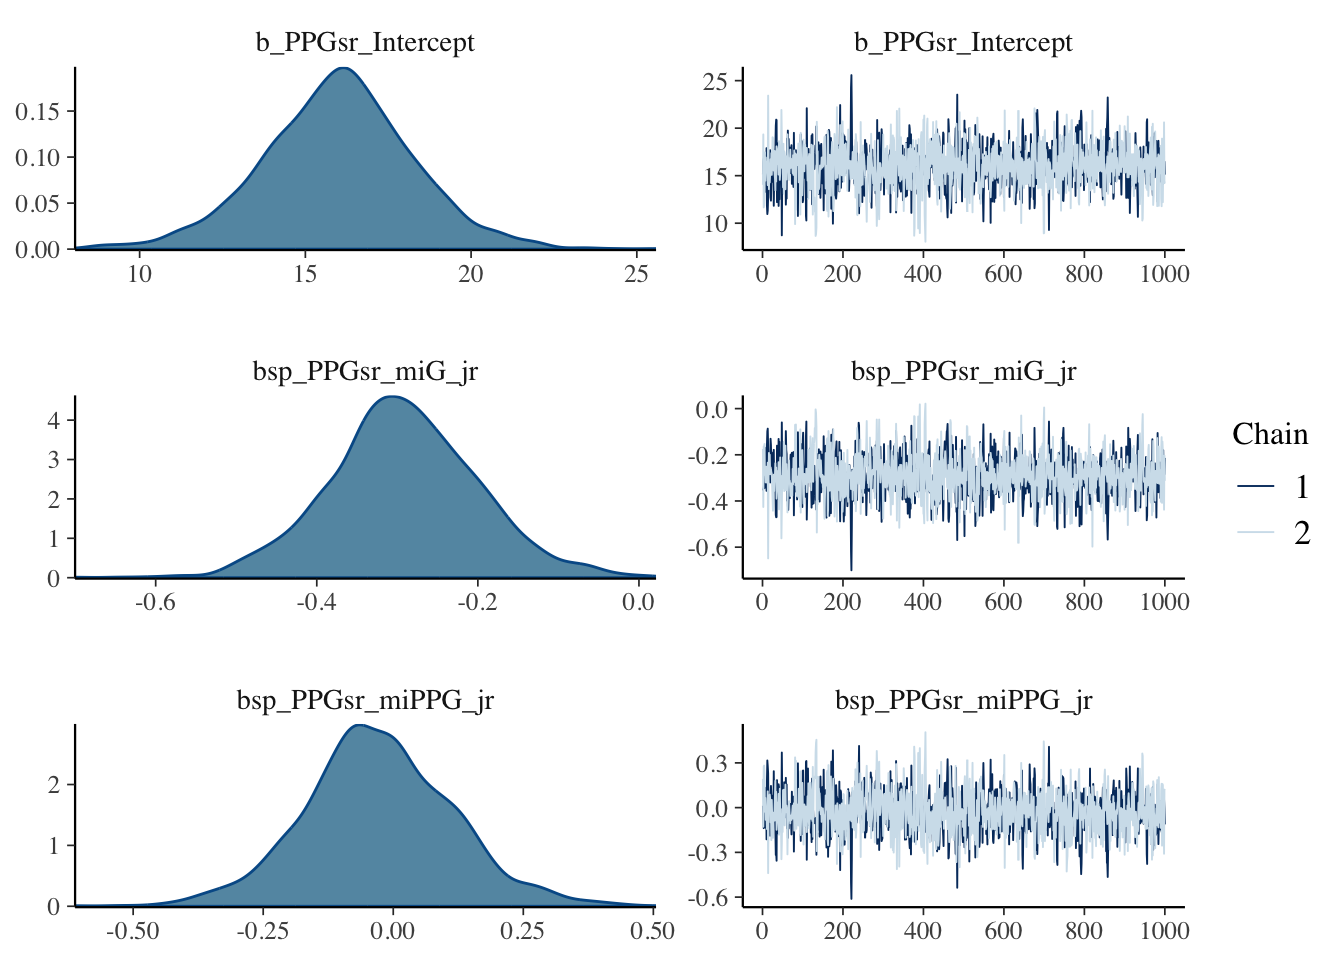 b_PPGsr_Intercept
b_PPGsr_Intercept
0.15
0.10
0.05
0.00
10 15 20 25
25
20
15
10
0 200 400 600 800 1000
bsp_PPGsr_miG_jr
bsp_PPGsr_miG_jr
4
3
2
1
0
-0.6 -0.4 -0.2 0.0
0.0
-0.2
-0.4
-0.6
0 200 400 600 800 1000
Chain
1
2
bsp_PPGsr_miPPG_jr
bsp_PPGsr_miPPG_jr
2
1
0
-0.50 -0.25 0.00 0.25 0.50
0.3
0.0
-0.3
-0.6
0 200 400 600 800 1000